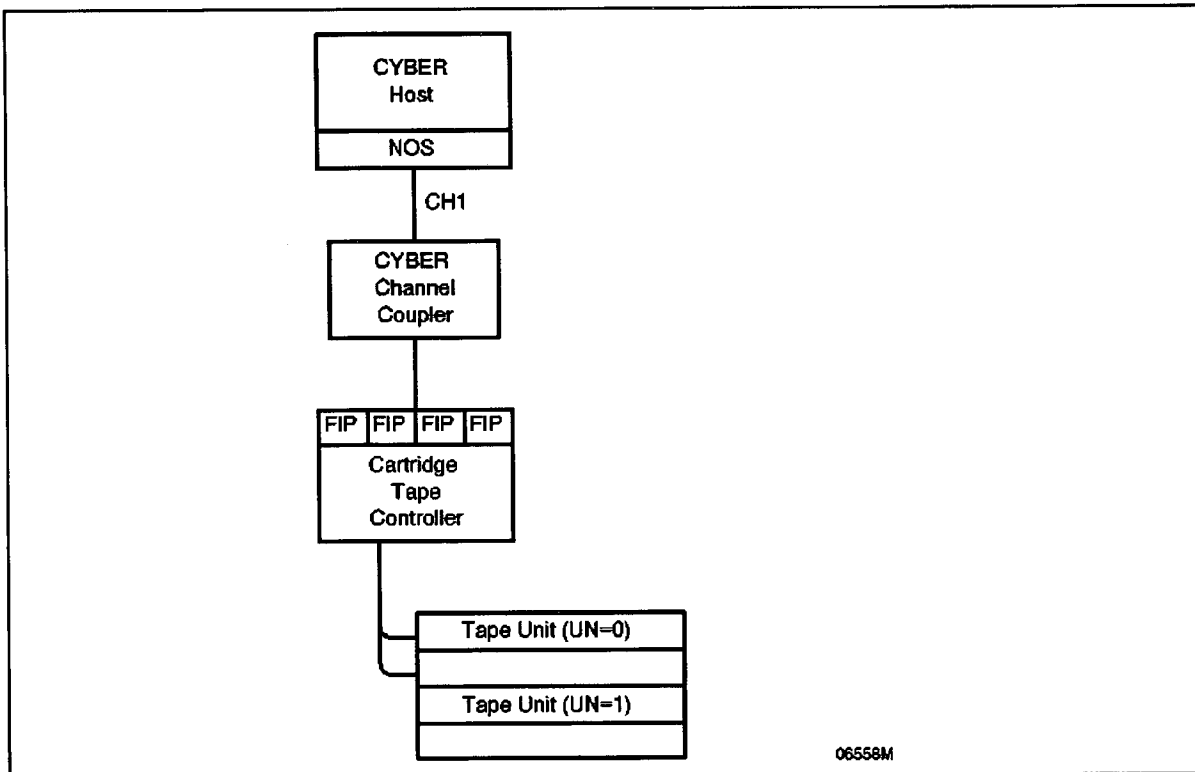 CYBER
Host
NOS
CH1
CYBER
Channel
Coupler
FIP FIP FIP FIP
Cartridge
Tape
Controller
Tape Unit (UN=0)
Tape Unit (UN=1)
06558M